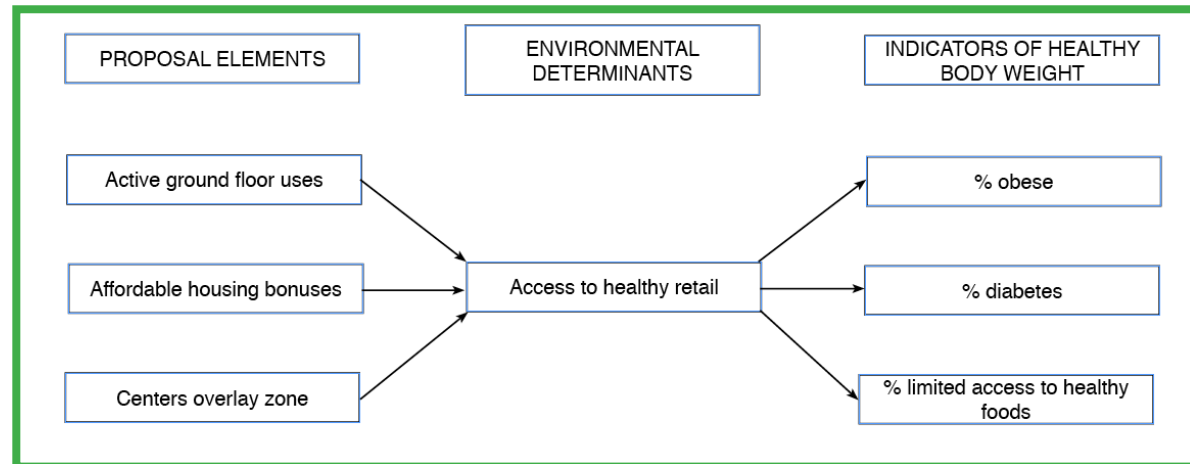 PROPOSAL ELEMENTS
ENVIRONMENTAL
DETERMINANTS
INDICATORS OF HEALTHY
BODY WEIGHT
Active ground floor uses
% obese
Affordable housing bonuses
Access to healthy retail
% diabetes
Centers overlay zone
% limited access to healthy
foods